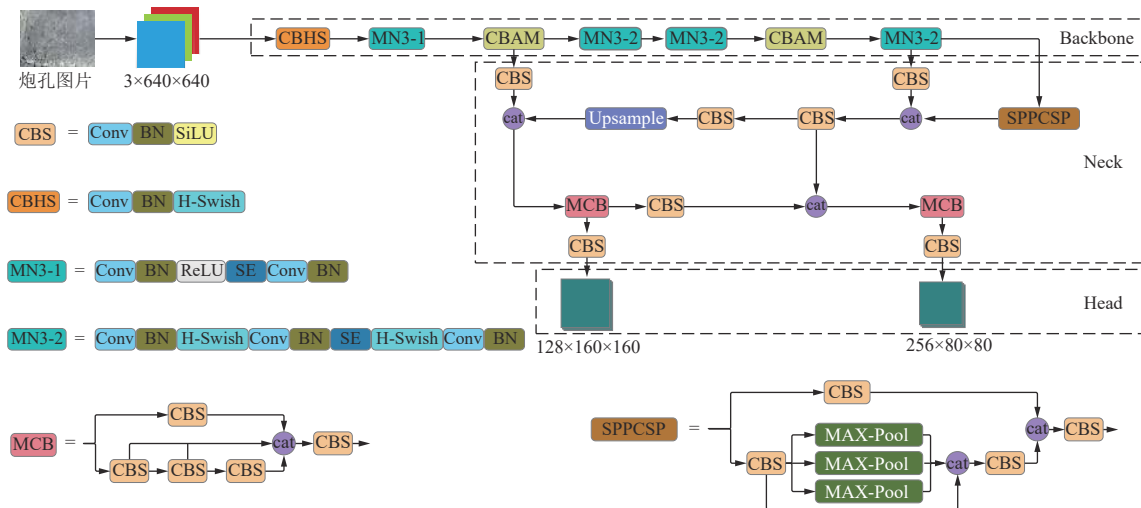 CBHS MN3-1 CBAM MN3-2 MN3-2 CBAM MN3-2 Backbone
炮孔图片 3×640×640
CBS CBS
cat Upsample CBS CBS cat SPPCSP
Neck
MCB CBS cat MCB
CBS CBS
Head
128×160×160 256×80×80
CBS = Conv BN SiLU
CBHS = Conv BN H-Swish
MN3-1 = Conv BN ReLU SE Conv BN
MN3-2 = Conv BN H-Swish Conv BN SE H-Swish Conv BN
MCB =
CBS
cat CBS
CBS CBS CBS
SPPCSP =
CBS
cat CBS
MAX-Pool
CBS MAX-Pool cat CBS
MAX-Pool